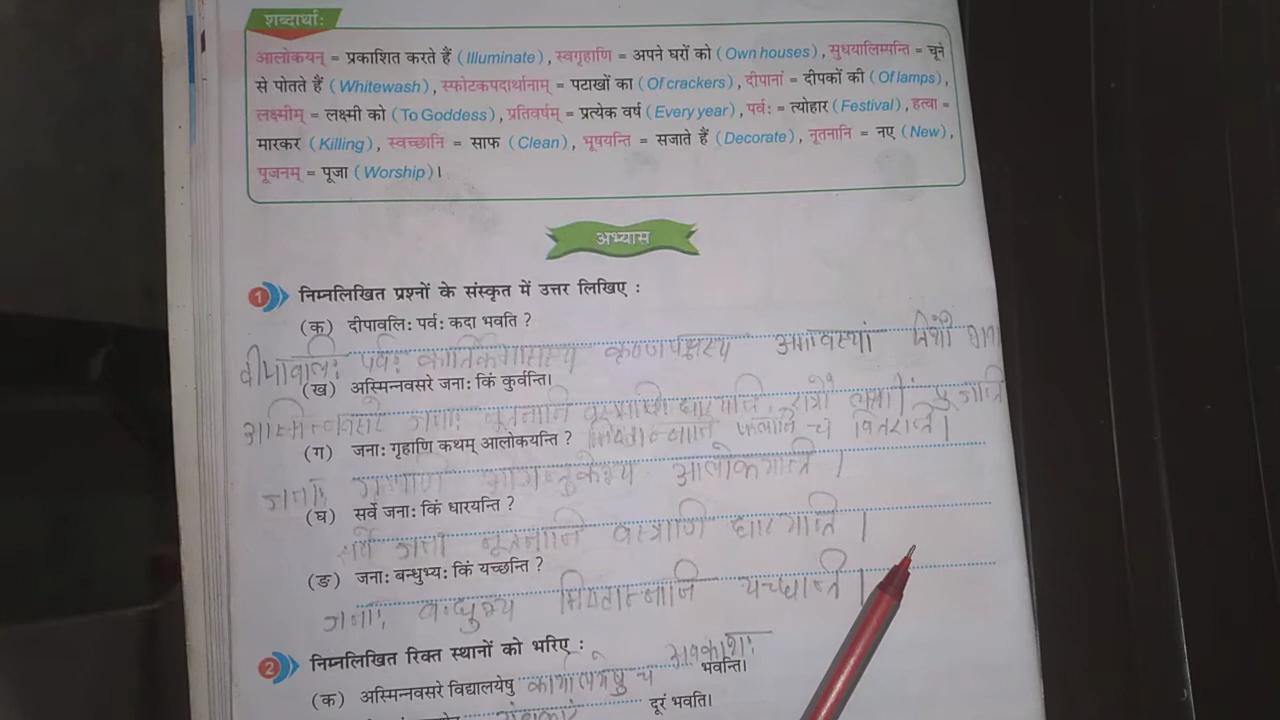 शब्दार्थाः
आलोकयन् = प्रकाशित करते हैं (Illuminate), स्वगृहाणि = अपने घरों को (Own houses), सुधयालिम्पन्ति = चूने
से पोतते हैं (Whitewash), स्फोटकपदार्थानाम् = पटाखों का (Of crackers), दीपानां = दीपकों की (Of lamps),
लक्ष्मीम् = लक्ष्मी को (To Goddess), प्रतिवर्षम् = प्रत्येक वर्ष (Every year), पर्वः = त्योहार (Festival), हत्वा =
मारकर (Killing), स्वच्छानि = साफ (Clean), भूषयन्ति = सजाते हैं (Decorate), नूतनानि = नए (New),
पूजनम् = पूजा (Worship)।
अभ्यास
1 निम्नलिखित प्रश्नों के संस्कृत में उत्तर लिखिए :
(क) दीपावलिः पर्वः कदा भवति ?
दीपावलिः पर्वः कार्तिकमासस्य कृष्णपक्षस्य अमावस्यां
(ख) अस्मिन्नवसरे जनाः किं कुर्वन्ति।
अस्मिन्नवसरे जनाः नूतनानि वस्त्राणि धारयन्ति
(ग) जनाः गृहाणि कथम् आलोकयन्ति ? मिष्ठान्नानि फलानि च वितरन्ति।
जनाः गृहाणि आलोकयन्ति।
(घ) सर्वे जनाः किं धारयन्ति ?
सर्वे जना नूतनानि वस्त्राणि धारयन्ति।
(ङ) जनाः बन्धुभ्यः किं यच्छन्ति ?
जनाः बन्धुभ्य मिष्ठान्नानि यच्छन्ति।
2 निम्नलिखित रिक्त स्थानों को भरिए :
(क) अस्मिन्नवसरे विद्यालयेषु कार्यालयेषु च अवकाशः भवन्ति।
अंधकारं दूरं भवति।